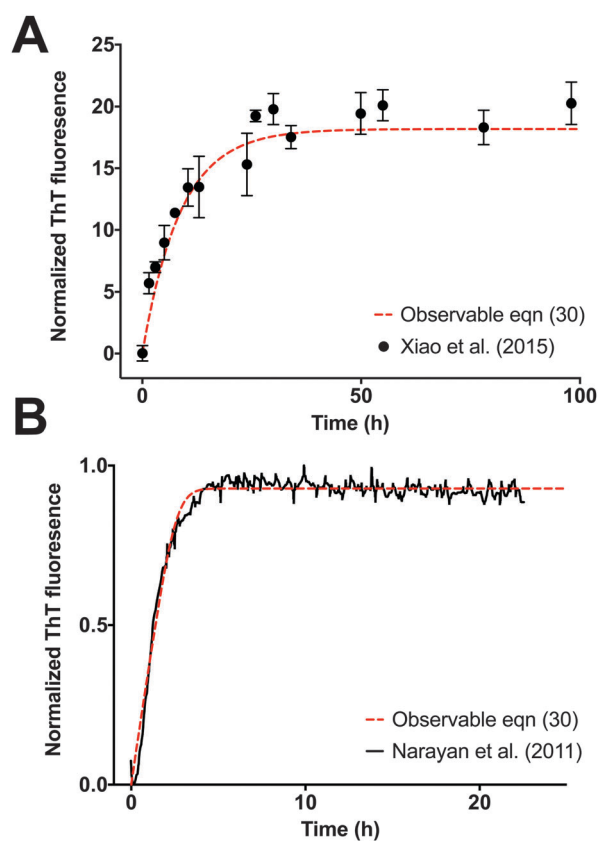 A
Normalized ThT fluoresence
25
20
15
10
5
0
Observable eqn (30)
Xiao et al. (2015)
0
50
100
Time (h)
B
Normalized ThT fluoresence
1.0
0.5
0.0
Observable eqn (30)
Narayan et al. (2011)
0
10
20
Time (h)